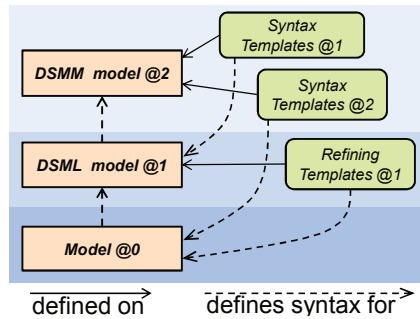 Syntax
Templates @1
DSMM model @2
Syntax
Templates @2
DSML model @1
Refining
Templates @1
Model @0
defined on
defines syntax for